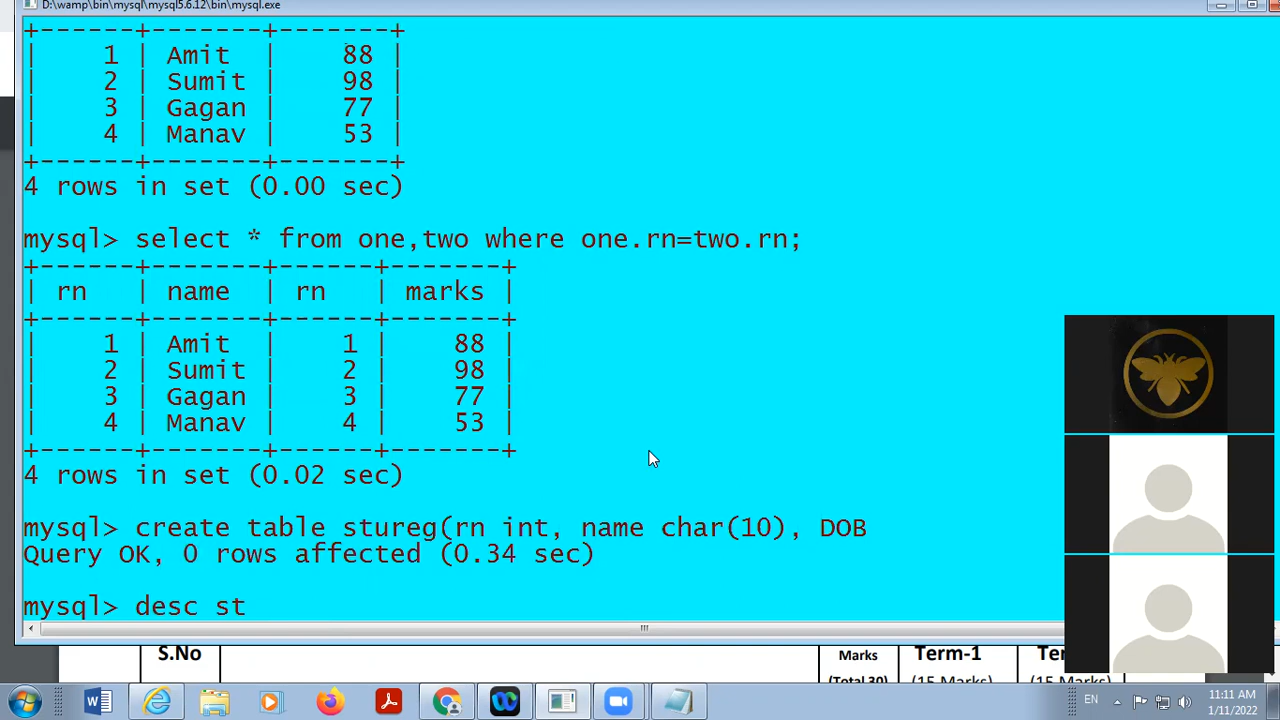 D:\wamp\bin\mysql\mysql5.6.12\bin\mysql.exe
+------+-------+-------+
|    1 | Amit  |    88 |
|    2 | Sumit |    98 |
|    3 | Gagan |    77 |
|    4 | Manav |    53 |
+------+-------+-------+
4 rows in set (0.00 sec)
mysql> select * from one,two where one.rn=two.rn;
+------+-------+------+-------+
| rn   | name  | rn   | marks |
+------+-------+------+-------+
|    1 | Amit  |    1 |    88 |
|    2 | Sumit |    2 |    98 |
|    3 | Gagan |    3 |    77 |
|    4 | Manav |    4 |    53 |
+------+-------+------+-------+
4 rows in set (0.02 sec)
mysql> create table stureg(rn int, name char(10), DOB
Query OK, 0 rows affected (0.34 sec)
mysql> desc st
S.No Marks Term-1
(Total 30) (15 Marks) (15 Marks)
EN 11:11 AM
1/11/2022